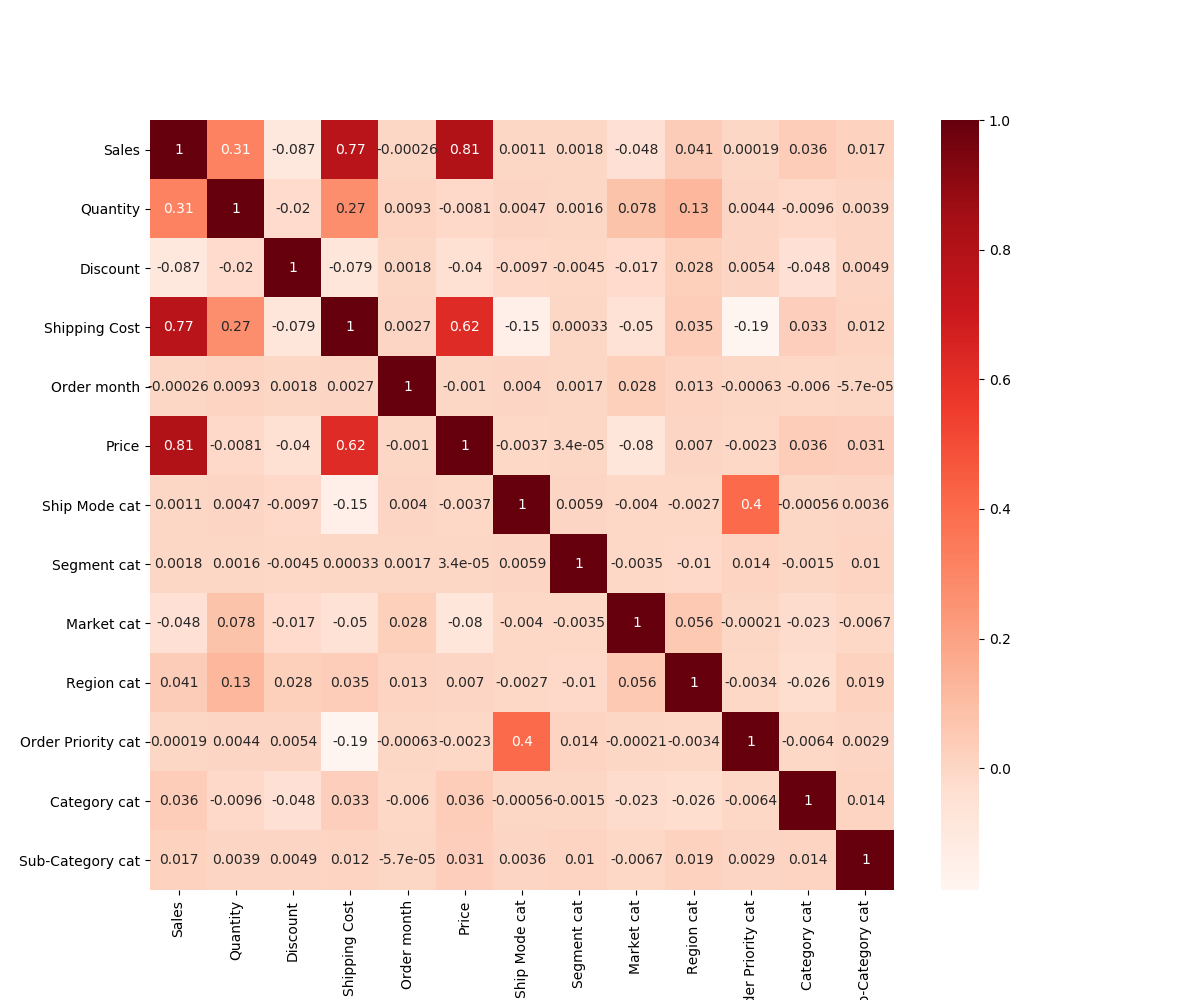 Sales 1 0.31 -0.087 0.77 -0.00026 0.81 0.0011 0.0018 -0.048 0.041 0.00019 0.036 0.017 1.0
Quantity 0.31 1 -0.02 0.27 0.0093 -0.0081 0.0047 0.0016 0.078 0.13 0.0044 -0.0096 0.0039
Discount -0.087 -0.02 1 -0.079 0.0018 -0.04 -0.0097 -0.0045 -0.017 0.028 0.0054 -0.048 0.0049 0.8
Shipping Cost 0.77 0.27 -0.079 1 0.0027 0.62 -0.15 0.00033 -0.05 0.035 -0.19 0.033 0.012
Order month -0.00026 0.0093 0.0018 0.0027 1 -0.001 0.004 0.0017 0.028 0.013 -0.00063 -0.006 -5.7e-05 0.6
Price 0.81 -0.0081 -0.04 0.62 -0.001 1 -0.0037 3.4e-05 -0.08 0.007 -0.0023 0.036 0.031
Ship Mode cat 0.0011 0.0047 -0.0097 -0.15 0.004 -0.0037 1 0.0059 -0.004 -0.0027 0.4 -0.00056 0.0036 0.4
Segment cat 0.0018 0.0016 -0.0045 0.00033 0.0017 3.4e-05 0.0059 1 -0.0035 -0.01 0.014 -0.0015 0.01
Market cat -0.048 0.078 -0.017 -0.05 0.028 -0.08 -0.004 -0.0035 1 0.056 -0.00021 -0.023 -0.0067 0.2
Region cat 0.041 0.13 0.028 0.035 0.013 0.007 -0.0027 -0.01 0.056 1 -0.0034 -0.026 0.019
Order Priority cat 0.00019 0.0044 0.0054 -0.19 -0.00063 -0.0023 0.4 0.014 -0.00021 -0.0034 1 -0.0064 0.0029 0.0
Category cat 0.036 -0.0096 -0.048 0.033 -0.006 0.036 -0.00056 -0.0015 -0.023 -0.026 -0.0064 1 0.014
Sub-Category cat 0.017 0.0039 0.0049 0.012 -5.7e-05 0.031 0.0036 0.01 -0.0067 0.019 0.0029 0.014 1
Sales
Quantity
Discount
Shipping Cost
Order month
Price
Ship Mode cat
Segment cat
Market cat
Region cat
der Priority cat
Category cat
b-Category cat